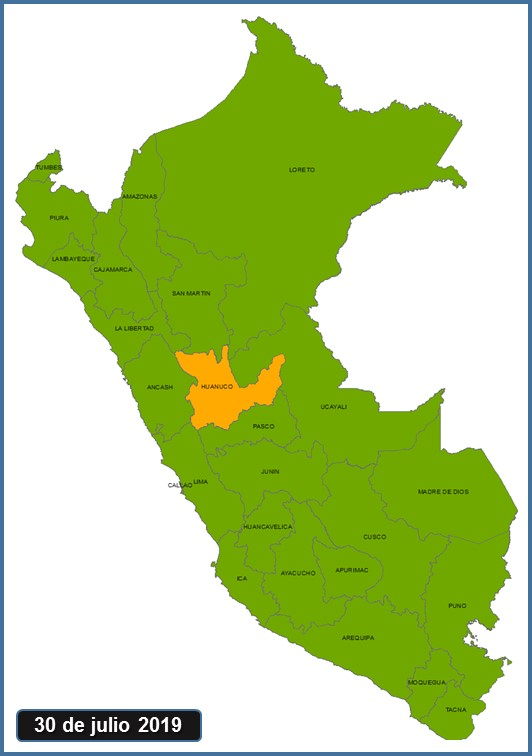 TUMBES
LORETO
AMAZONAS
PIURA
LAMBAYEQUE
CAJAMARCA
SAN MARTIN
LA LIBERTAD
ANCASH
HUANUCO
UCAYALI
PASCO
JUNIN
CALLAO
LIMA
MADRE DE DIOS
HUANCAVELICA
CUSCO
ICA
AYACUCHO
APURIMAC
PUNO
AREQUIPA
MOQUEGUA
TACNA
30 de julio 2019